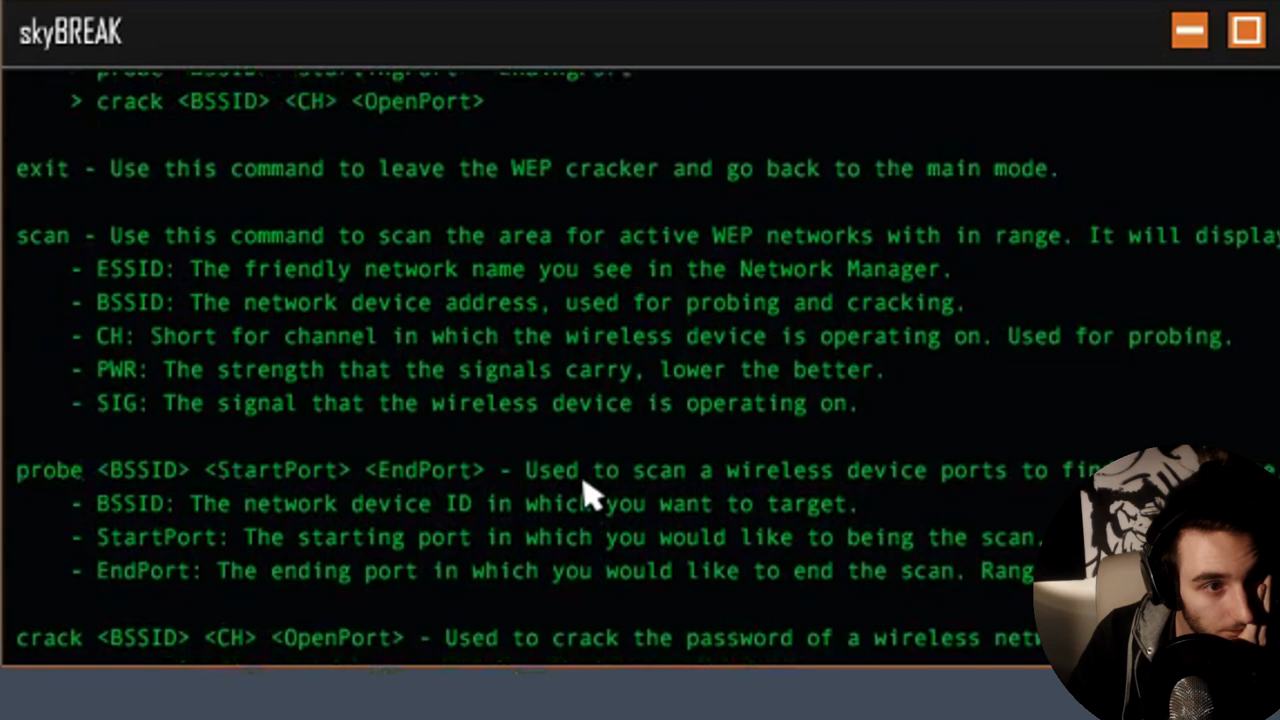 skyBREAK
> probe <BSSID> <StartingPort> <EndingPort>
> crack <BSSID> <CH> <OpenPort>
exit - Use this command to leave the WEP cracker and go back to the main mode.
scan - Use this command to scan the area for active WEP networks with in range. It will display
- ESSID: The friendly network name you see in the Network Manager.
- BSSID: The network device address, used for probing and cracking.
- CH: Short for channel in which the wireless device is operating on. Used for probing.
- PWR: The strength that the signals carry, lower the better.
- SIG: The signal that the wireless device is operating on.
probe <BSSID> <StartPort> <EndPort> - Used to scan a wireless device ports to
- BSSID: The network device ID in which you want to target.
- StartPort: The starting port in which you would like to being the scan.
- EndPort: The ending port in which you would like to end the scan.
crack <BSSID> <CH> <OpenPort> - Used to crack the password of a wireless